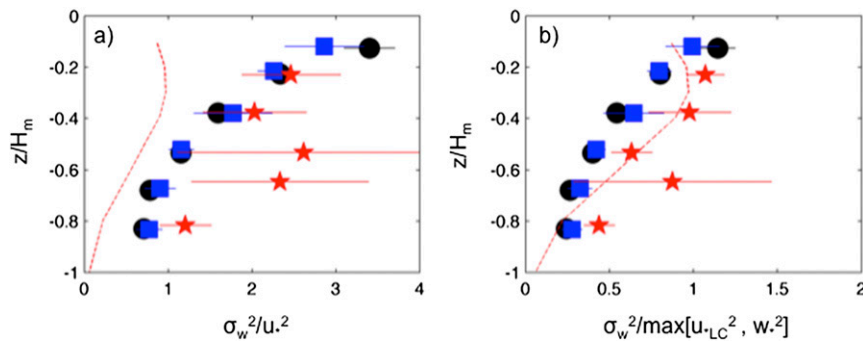 a)
b)
0
0
-0.2
-0.2
-0.4
-0.4
-0.6
-0.6
-0.8
-0.8
-1
-1
z/Hₘ
z/Hₘ
0 1 2 3 4
0 0.5 1 1.5 2
σ_w²/u_*²
σ_w²/max[u_*LC², w_*²]